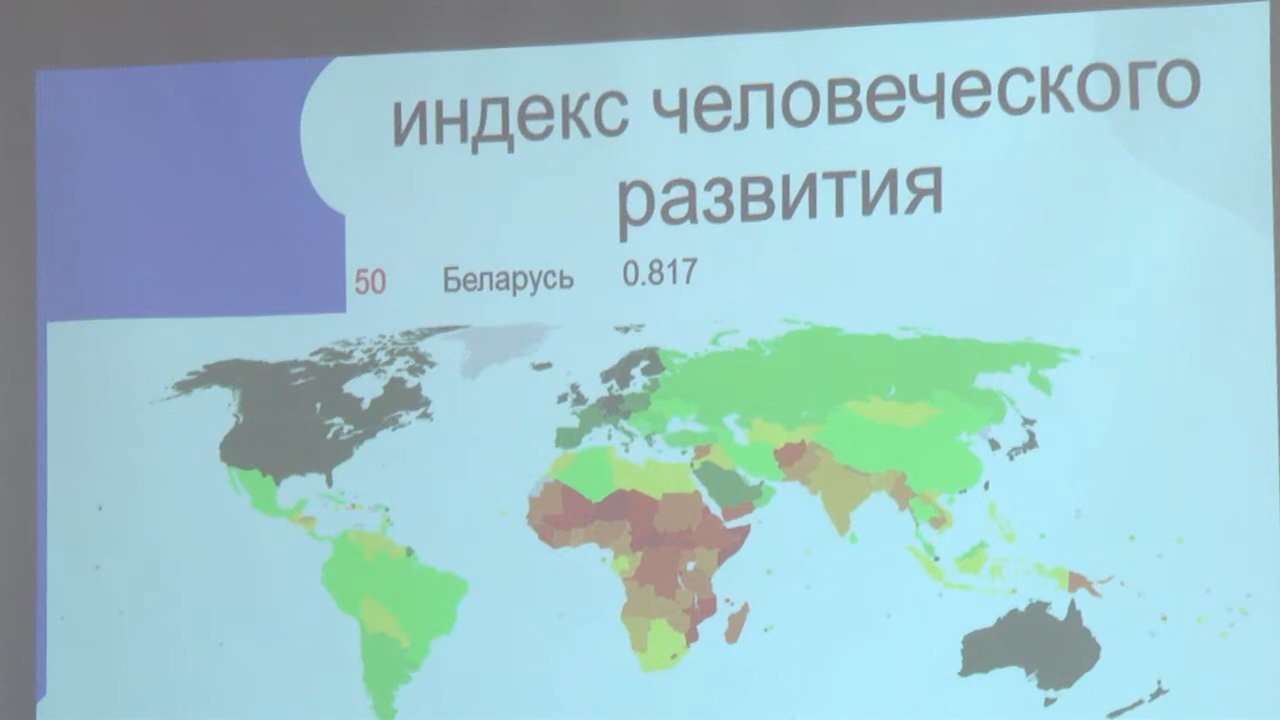 индекс человеческого
развития
50 Беларусь 0.817